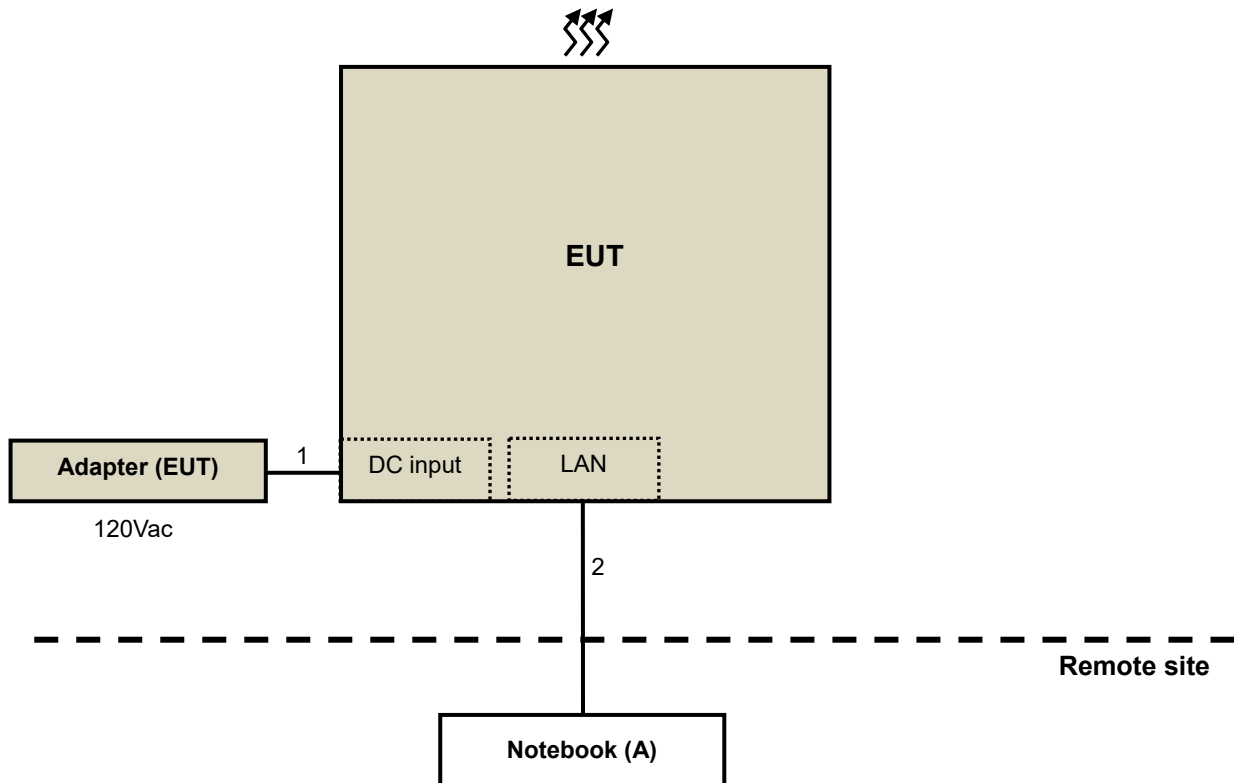 EUT
Adapter (EUT)
1
DC input
LAN
120Vac
2
Remote site
Notebook (A)